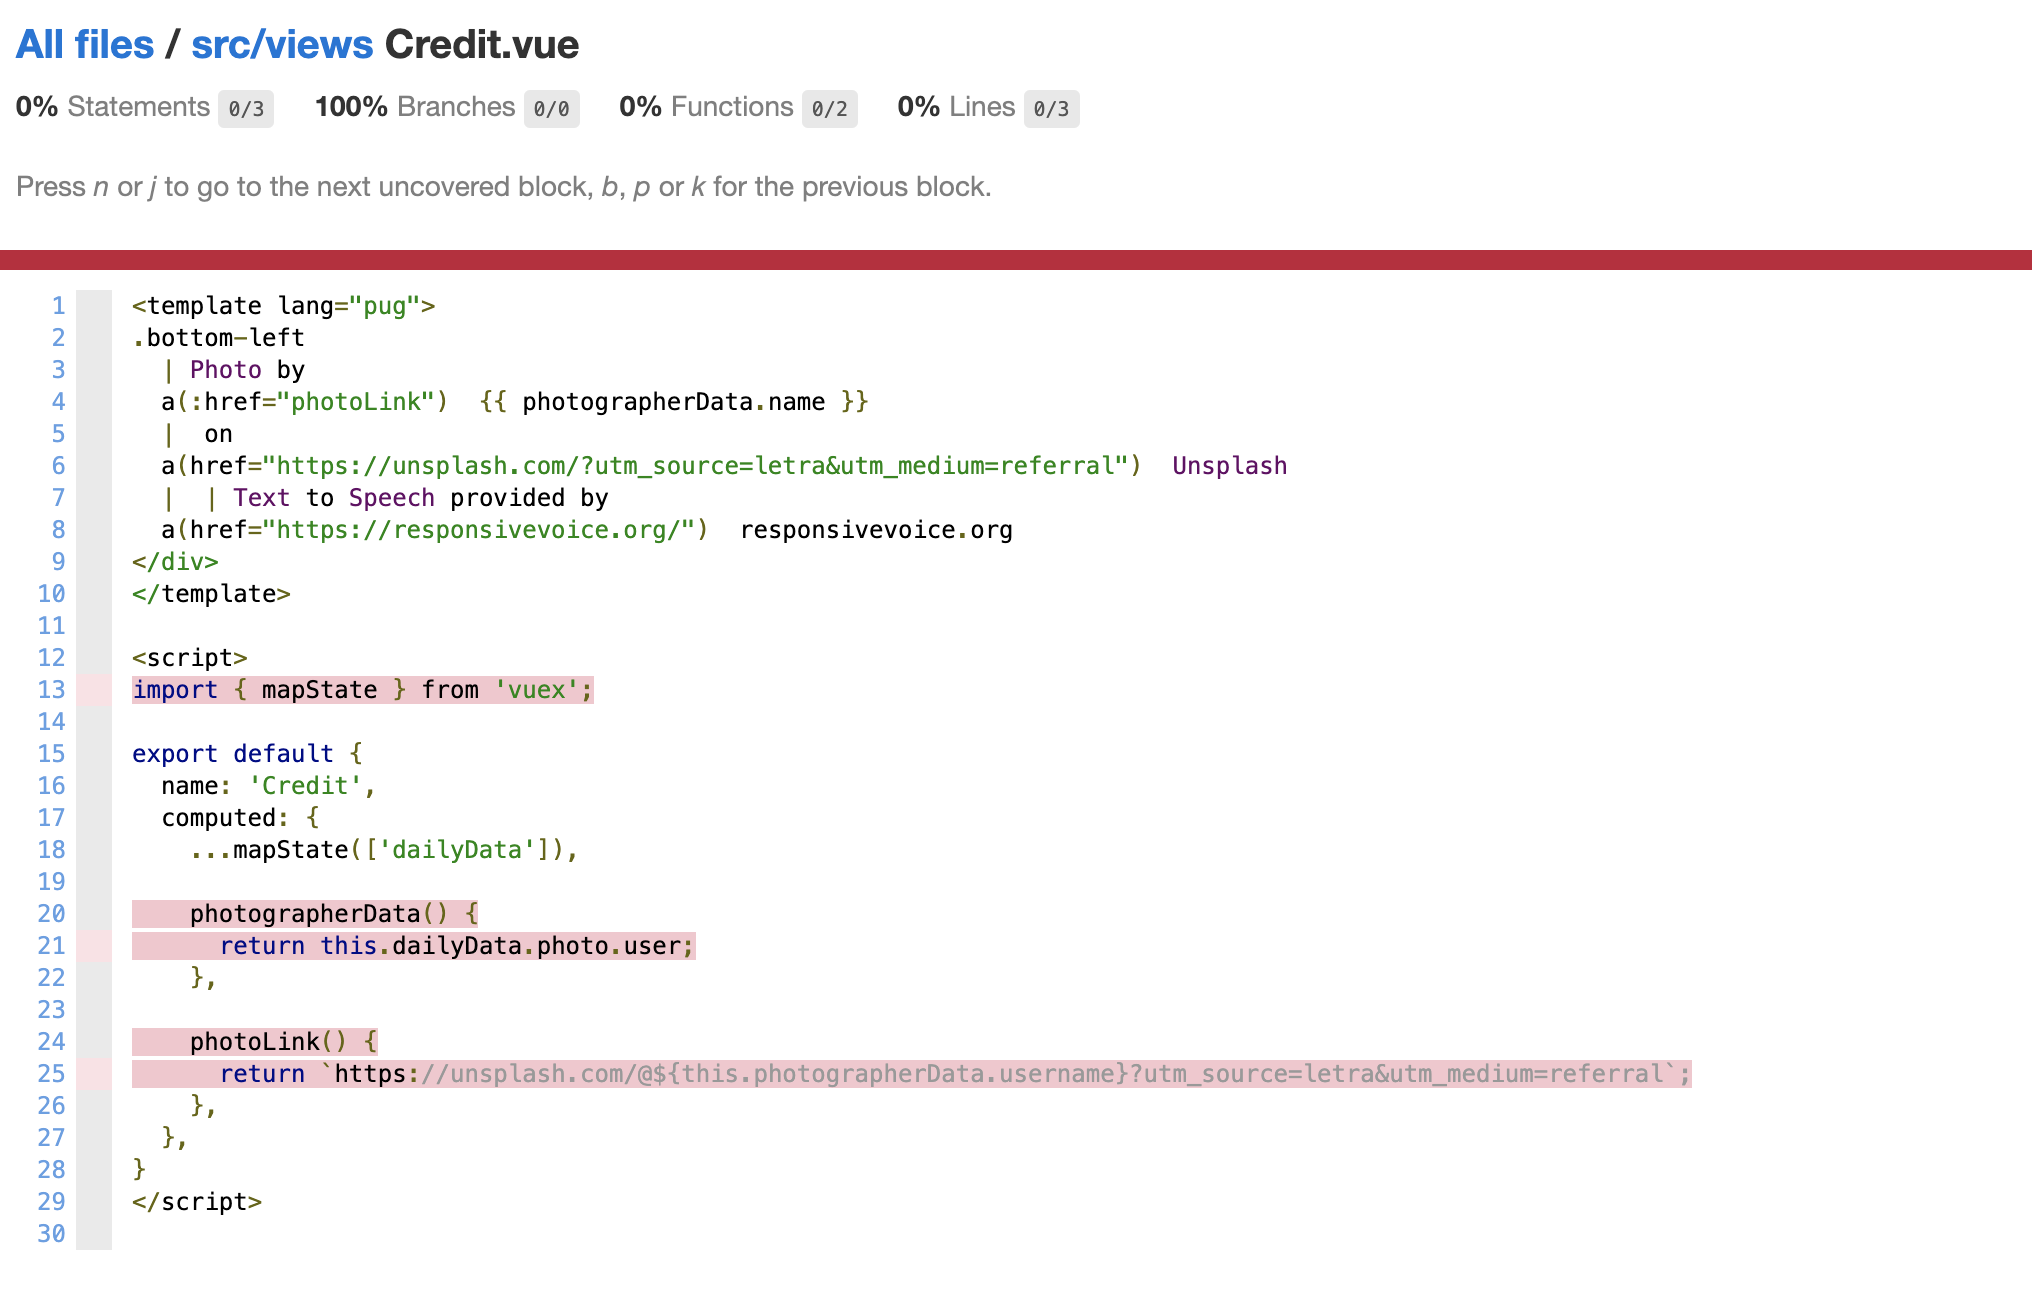 All files / src/views Credit.vue
0% Statements 0/3 100% Branches 0/0 0% Functions 0/2 0% Lines 0/3
Press n or j to go to the next uncovered block, b, p or k for the previous block.
1 <template lang="pug">
2 .bottom-left
3   | Photo by
4   a(:href="photoLink")  {{ photographerData.name }}
5   |  on
6   a(href="https://unsplash.com/?utm_source=letra&utm_medium=referral")  Unsplash
7   |  | Text to Speech provided by
8   a(href="https://responsivevoice.org/")  responsivevoice.org
9 </div>
10 </template>
11
12 <script>
13 import { mapState } from 'vuex';
14
15 export default {
16   name: 'Credit',
17   computed: {
18     ...mapState(['dailyData']),
19
20     photographerData() {
21       return this.dailyData.photo.user;
22     },
23
24     photoLink() {
25       return `https://unsplash.com/@${this.photographerData.username}?utm_source=letra&utm_medium=referral`;
26     },
27   },
28 }
29 </script>
30